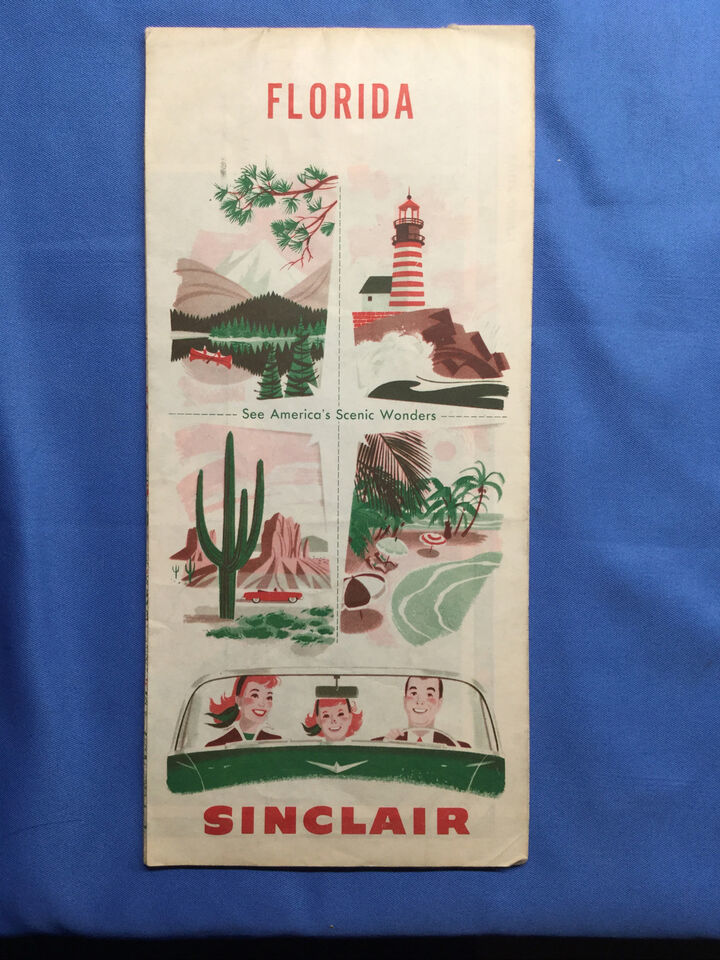 FLORIDA
See America's Scenic Wonders
SINCLAIR